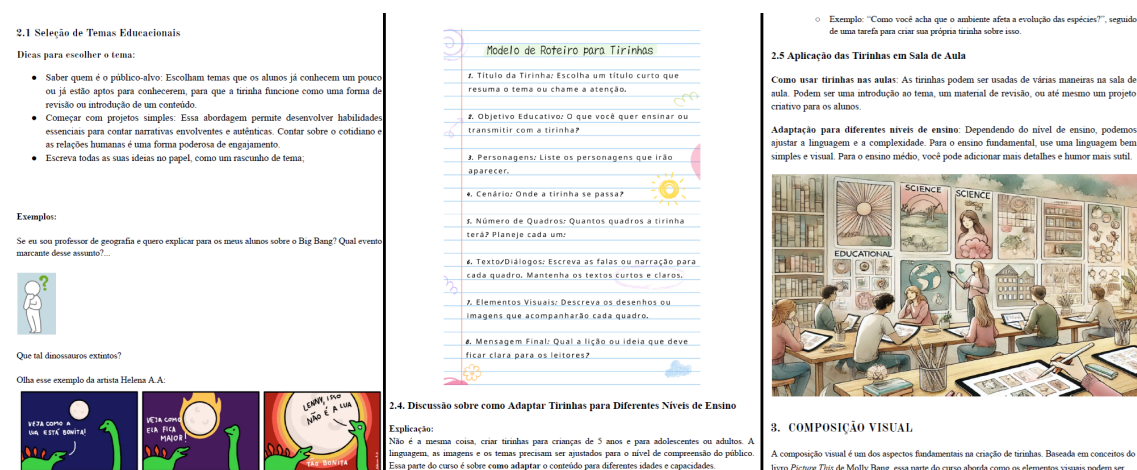 2.1 Seleção de Temas Educacionais
Dicas para escolher o tema:
● Saber quem é o público-alvo: Escolham temas que os alunos já conhecem um pouco
ou já estão aptos para conhecerem, para que a tirinha funcione como uma forma de
revisão ou introdução de um conteúdo.
● Começar com projetos simples: Essa abordagem permite desenvolver habilidades
essenciais para contar narrativas envolventes e autênticas. Contar sobre o cotidiano e
as relações humanas é uma forma poderosa de engajamento.
● Escreva todas as suas ideias no papel, como um rascunho de tema;
Exemplos:
Se eu sou professor de geografia e quero explicar para os meus alunos sobre o Big Bang? Qual evento
marcante desse assunto?...
?
Que tal dinossauros extintos?
Olha esse exemplo da artista Helena A.A:
VEJA COMO A
LUA ESTÁ BONITA!
VEJA COMO
ELA FICA
MAIOR!
LENNY, ISSO
NÃO É A LUA
TÃO BONITA
Modelo de Roteiro para Tirinhas
1. Título da Tirinha: Escolha um título curto que
resuma o tema ou chame a atenção.
2. Objetivo Educativo: O que você quer ensinar ou
transmitir com a tirinha?
3. Personagens: Liste os personagens que irão
aparecer.
4. Cenário: Onde a tirinha se passa?
5. Número de Quadros: Quantos quadros a tirinha
terá? Planeje cada um:
6. Texto/Diálogos: Escreva as falas ou narração para
cada quadro. Mantenha os textos curtos e claros.
7. Elementos Visuais: Descreva os desenhos ou
imagens que acompanharão cada quadro.
8. Mensagem Final: Qual a lição ou ideia que deve
ficar clara para os leitores?
2.4. Discussão sobre como Adaptar Tirinhas para Diferentes Níveis de Ensino
Explicação:
Não é a mesma coisa, criar tirinhas para crianças de 5 anos e para adolescentes ou adultos. A
linguagem, as imagens e os temas precisam ser ajustados para o nível de compreensão do público.
Essa parte do curso é sobre como adaptar o conteúdo para diferentes idades e capacidades.
○ Exemplo: “Como você acha que o ambiente afeta a evolução das espécies?”, seguido
de uma tarefa para criar sua própria tirinha sobre isso.
2.5 Aplicação das Tirinhas em Sala de Aula
Como usar tirinhas nas aulas: As tirinhas podem ser usadas de várias maneiras na sala de
aula. Podem ser uma introdução ao tema, um material de revisão, ou até mesmo um projeto
criativo para os alunos.
Adaptação para diferentes níveis de ensino: Dependendo do nível de ensino, podemos
ajustar a linguagem e a complexidade. Para o ensino fundamental, use uma linguagem bem
simples e visual. Para o ensino médio, você pode adicionar mais detalhes e humor mais sutil.
SCIENCE
SCIENCE
EDUCATIONAL
3. COMPOSIÇÃO VISUAL
A composição visual é um dos aspectos fundamentais na criação de tirinhas. Baseada em conceitos do
livro Picture This de Molly Bang, essa parte do curso aborda como os elementos visuais podem ser